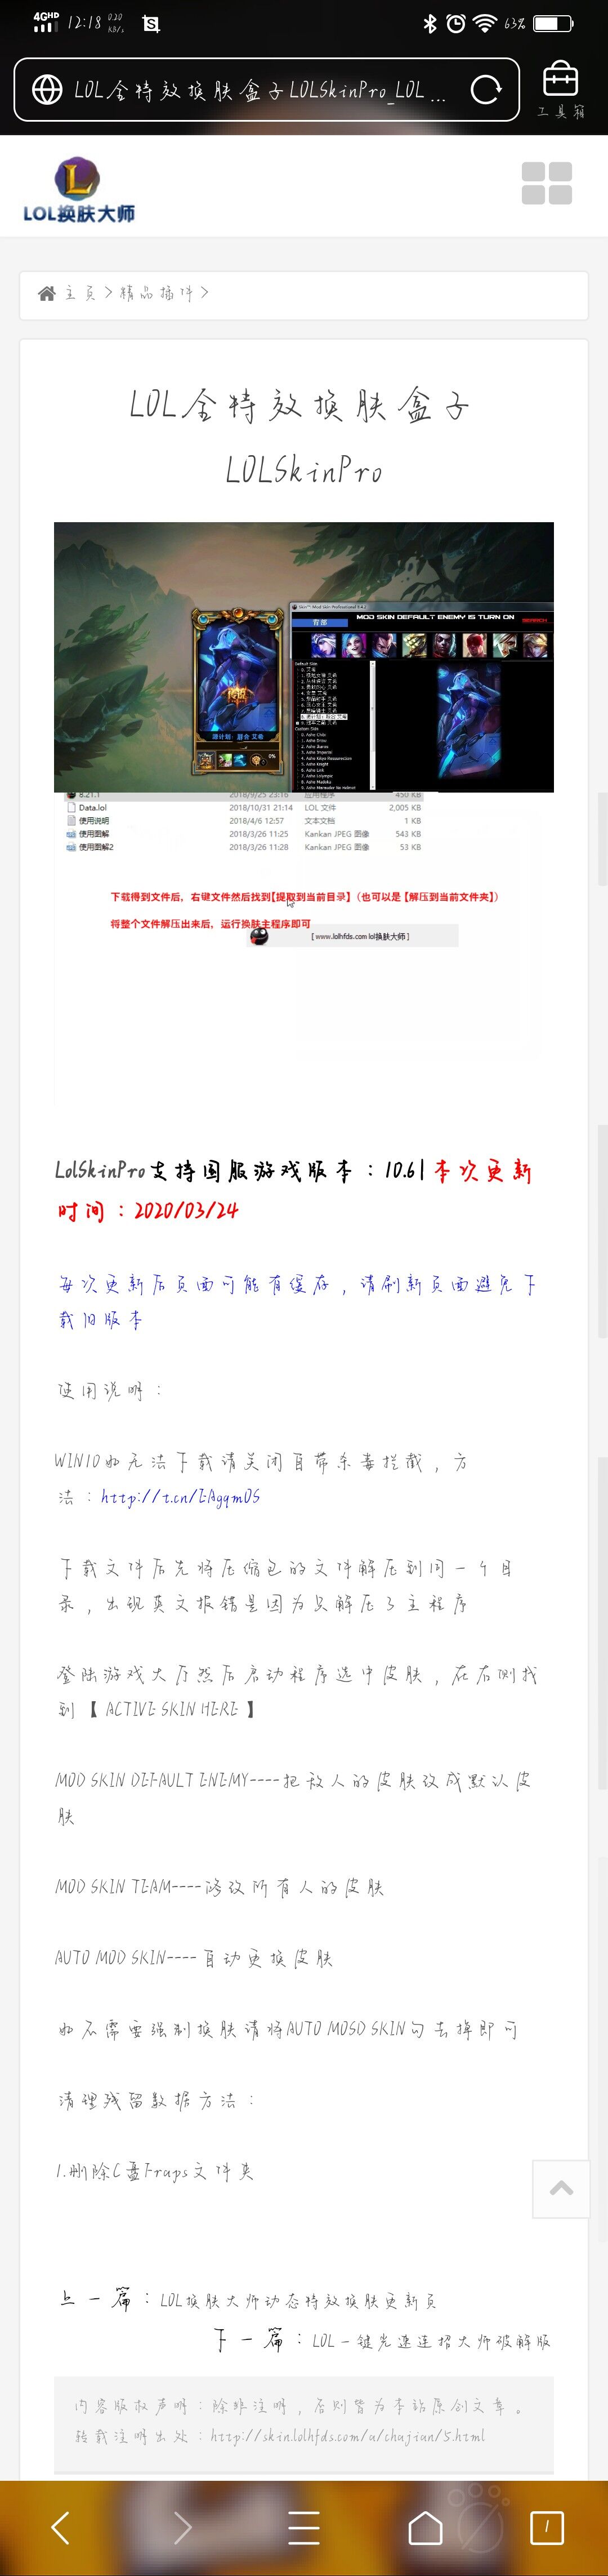 4GHD 12:18 0.20 KB/s 63%
LOL全特效换肤盒子LOLSkinPro_LOL ...
工具箱
L
LOL换肤大师
主页 > 精品插件 >
LOL全特效换肤盒子
LOLSkinPro
MOD SKIN DEFAULT ENEMY IS TURN ON
Default Skin
Custom Skin
8.21.1 2018/9/25 23:16 应用程序 450 KB
Data.lol 2018/10/31 21:14 LOL 文件 2,005 KB
使用说明 2018/4/6 12:57 文本文档 1 KB
使用图解 2018/3/26 11:25 Kankan JPEG 图像 543 KB
使用图解2 2018/3/26 11:28 Kankan JPEG 图像 53 KB
下载得到文件后，右键文件然后找到【提取到当前目录】（也可以是【解压到当前文件夹】）
将整个文件解压出来后，运行换肤主程序即可
[ www.lolhfds.com lol换肤大师 ]
LolSkinPro支持国服游戏版本：10.6| 本次更新
时间：2020/03/24
每次更新后页面可能有缓存，请刷新页面避免下
载旧版本
使用说明：
WIN10如无法下载请关闭自带杀毒拦截，方
法：http://t.cn/EAgqmOS
下载文件后先将压缩包的文件解压到同一个目
录，出现英文报错是因为只解压了主程序
登陆游戏大厅然后启动程序选中皮肤，在右侧找
到【ACTIVE SKIN HERE】
MOD SKIN DEFAULT ENEMY----把敌人的皮肤改成默认皮
肤
MOD SKIN TEAM----修改所有人的皮肤
AUTO MOD SKIN----自动更换皮肤
如不需要强制换肤请将AUTO MOSD SKIN勾去掉即可
清理残留数据方法：
1.删除C盘Fraps文件夹
上一篇：LOL换肤大师动态特效换肤更新页
下一篇：LOL一键光速连招大师破解版
内容版权声明：除非注明，否则皆为本站原创文章。
转载注明出处：http://skin.lolhfds.com/a/chajian/5.html
1